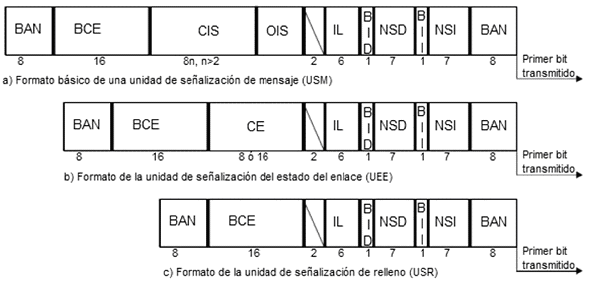 BAN BCE CIS OIS IL BID NSD BII NSI BAN
8 16 8n, n>2 2 6 1 7 1 7 8
Primer bit
transmitido
a) Formato básico de una unidad de señalización de mensaje (USM)
BAN BCE CE IL BID NSD BII NSI BAN
8 16 8 ó 16 2 6 1 7 1 7 8
Primer bit
transmitido
b) Formato de la unidad de señalización del estado del enlace (UEE)
BAN BCE IL BID NSD BII NSI BAN
8 16 2 6 1 7 1 7 8
Primer bit
transmitido
c) Formato de la unidad de señalización de relleno (USR)